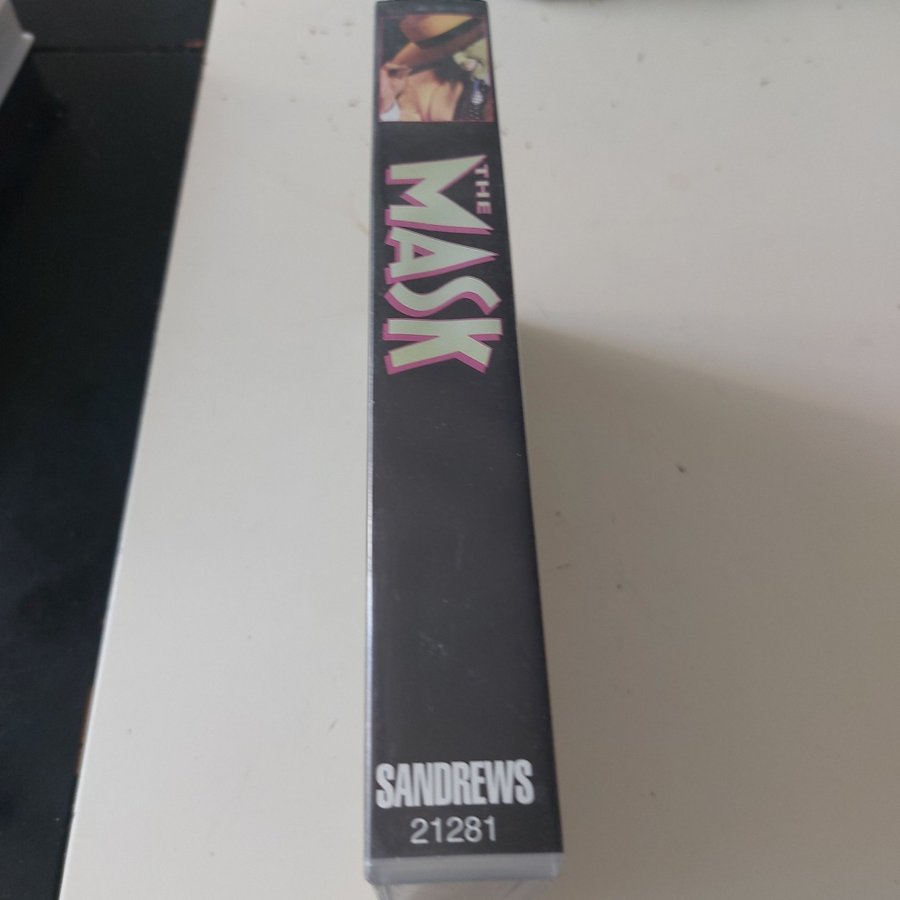 THE
MASK
SANDREWS
21281